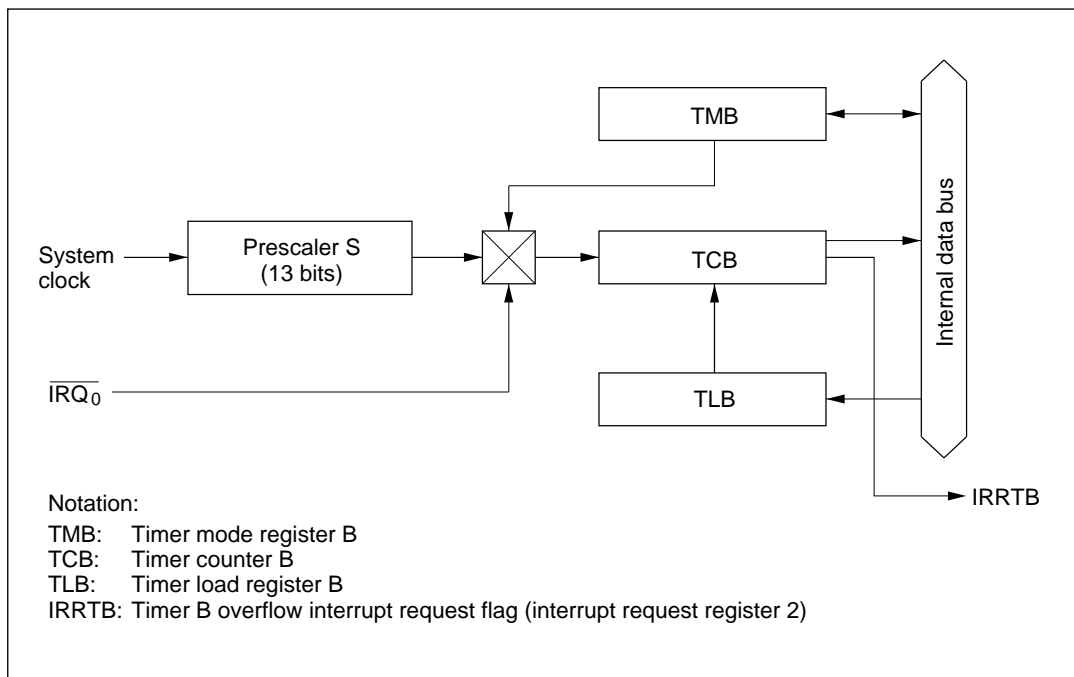 TMB
Internal data bus
System
clock
Prescaler S
(13 bits)
TCB
IRQ0
TLB
IRRTB
Notation:
TMB: Timer mode register B
TCB: Timer counter B
TLB: Timer load register B
IRRTB: Timer B overflow interrupt request flag (interrupt request register 2)